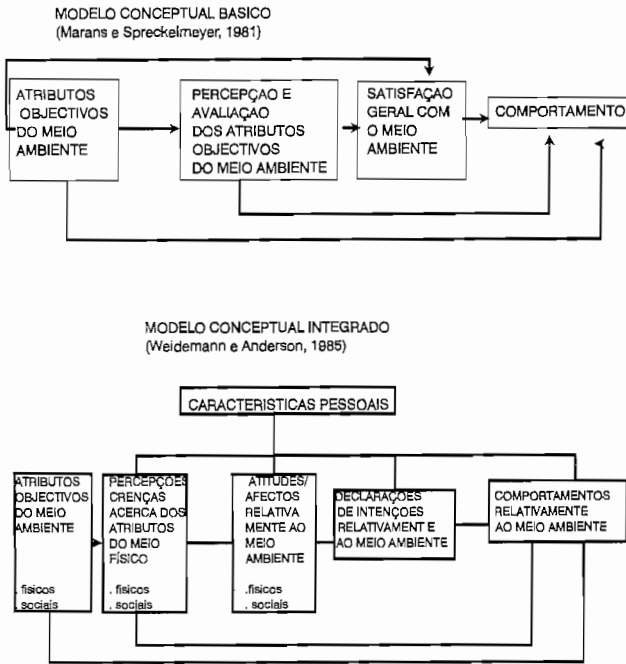 MODELO CONCEPTUAL BASICO
(Marans e Spreckelmeyer, 1981)
ATRIBUTOS
OBJECTIVOS
DO MEIO
AMBIENTE
PERCEPÇAO E
AVALIAÇAO
DOS ATRIBUTOS
OBJECTIVOS
DO MEIO AMBIENTE
SATISFAÇAO
GERAL COM
O MEIO
AMBIENTE
COMPORTAMENTO
MODELO CONCEPTUAL INTEGRADO
(Weidemann e Anderson, 1985)
CARACTERISTICAS PESSOAIS
ATRIBUTOS
OBJECTIVOS
DO MEIO
AMBIENTE
. fisicos
. sociais
PERCEPÇÕES
CRENÇAS
ACERCA DOS
ATRIBUTOS
DO MEIO
FÍSICO
. fisicos
. sociais
ATITUDES/
AFECTOS
RELATIVA
MENTE AO
MEIO
AMBIENTE
. fisicos
. sociais
DECLARAÇÕES
DE INTENÇÕES
RELATIVAMENT E
AO MEIO AMBIENTE
COMPORTAMENTOS
RELATIVAMENTE
AO MEIO AMBIENTE